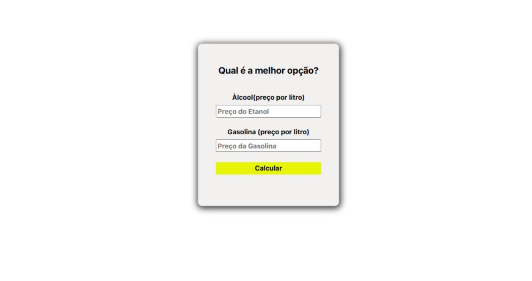 Qual é a melhor opção?
Àlcool(preço por litro)
Preço do Etanol
Gasolina (preço por litro)
Preço da Gasolina
Calcular